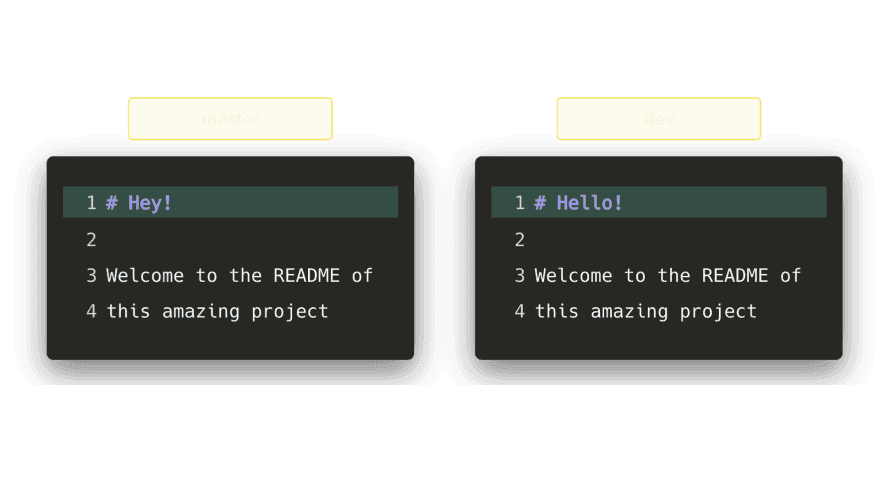 master
dev
1 # Hey!
2
3 Welcome to the README of
4 this amazing project
1 # Hello!
2
3 Welcome to the README of
4 this amazing project